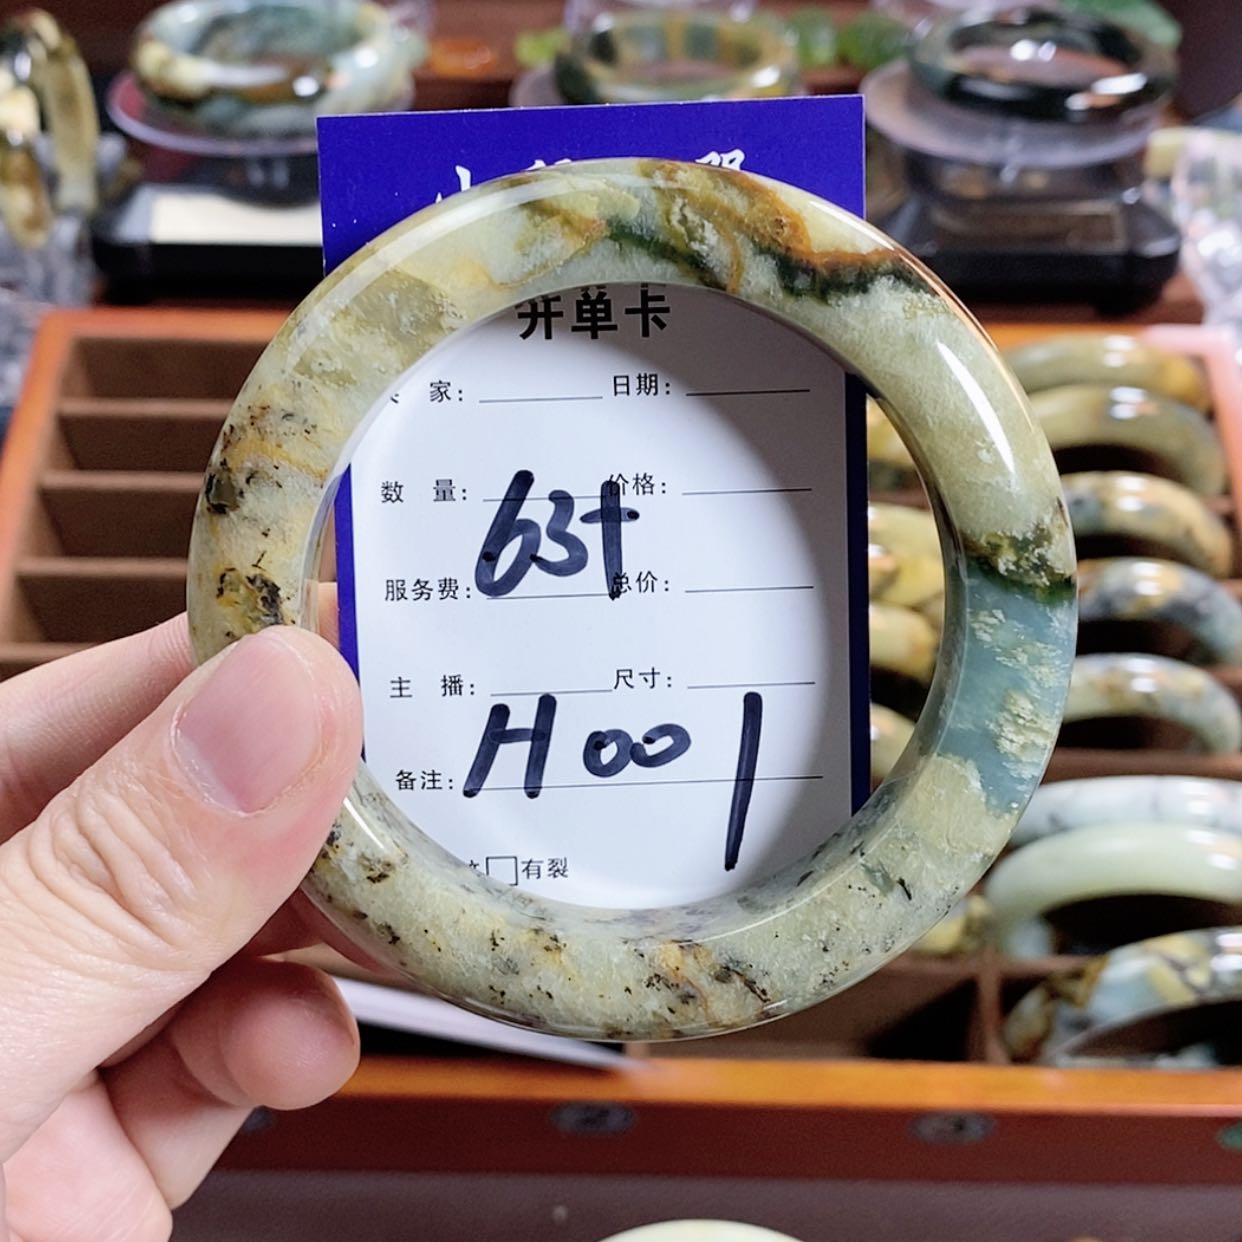 开单卡
家: 日期:
数 量: 价格:
63+
服务费: 总价:
主 播: 尺寸:
H001
备注:
有裂